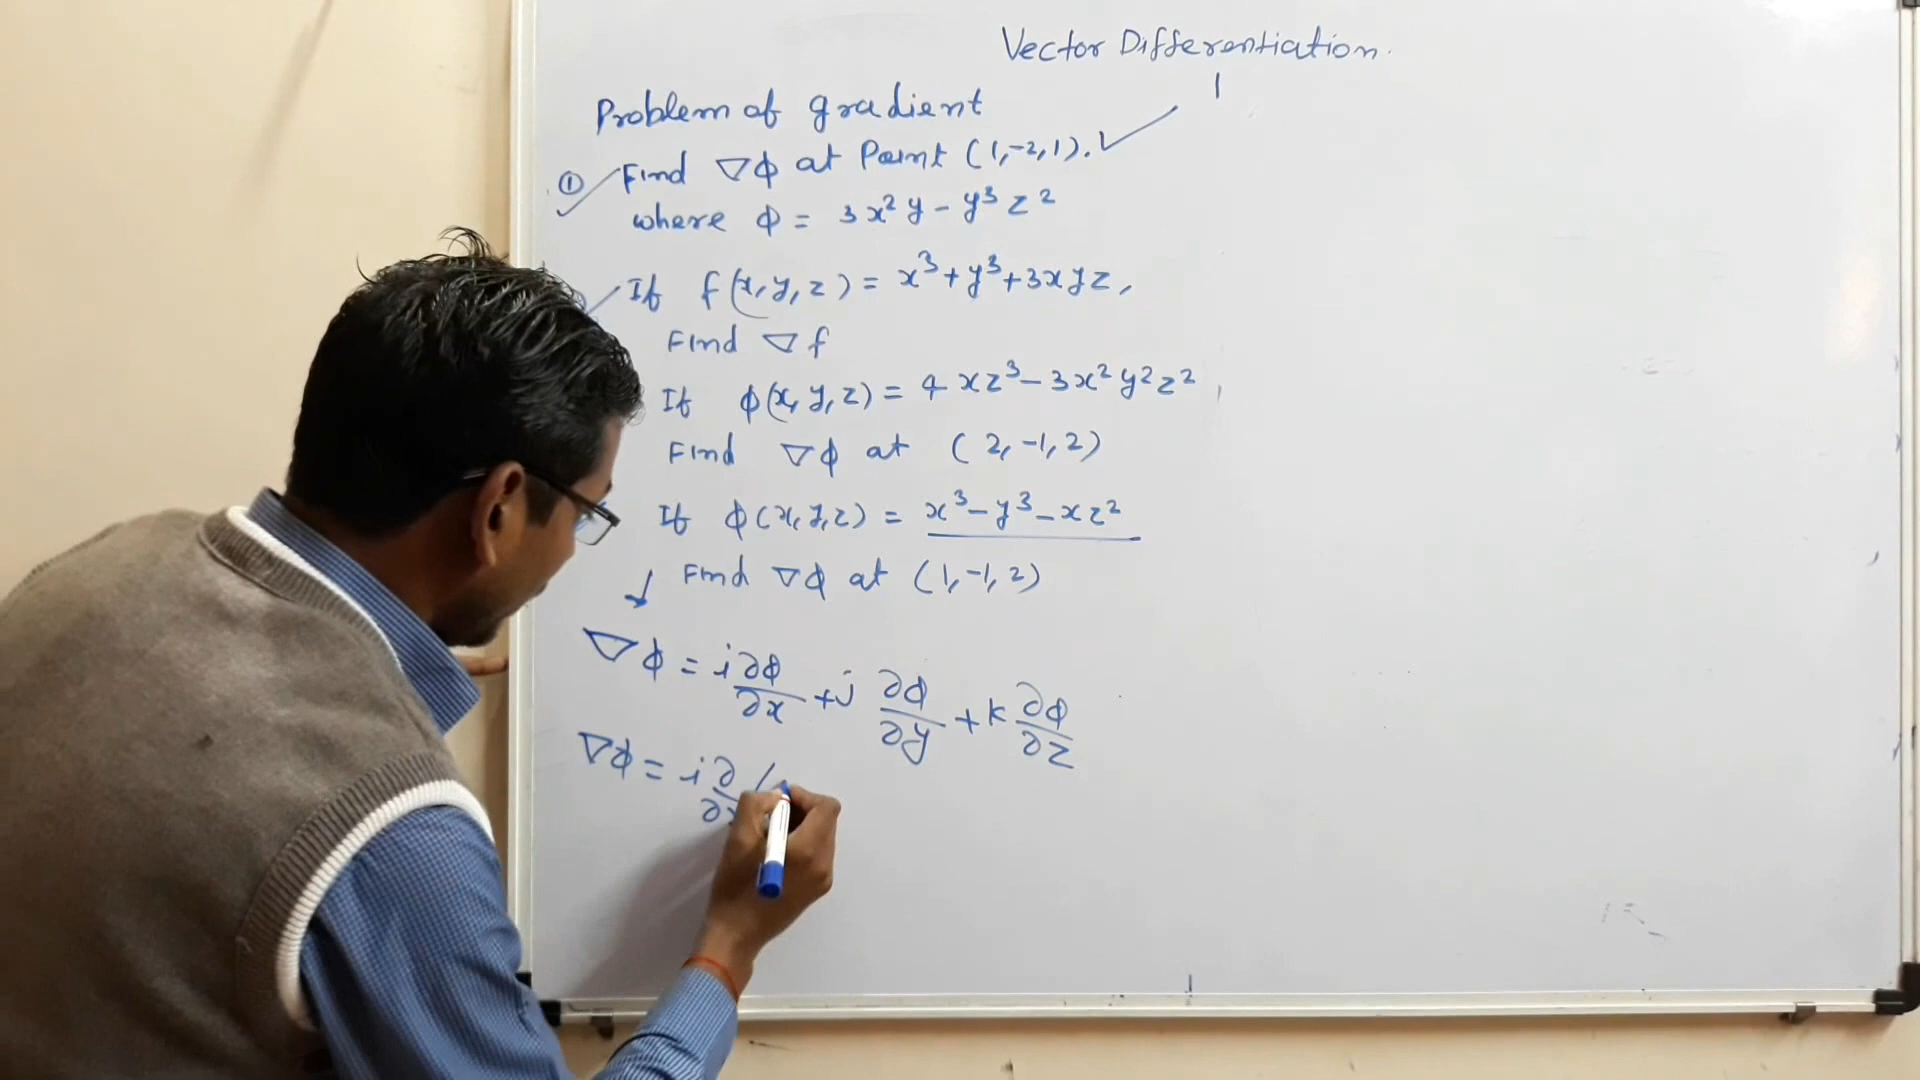 Vector Differentiation.
Problem of gradient
① Find ∇ϕ at Point (1,-2,1).
where ϕ = 3x²y - y³z²
If f(x,y,z) = x³+y³+3xyz,
Find ∇f
If ϕ(x,y,z) = 4xz³-3x²y²z²,
Find ∇ϕ at (2,-1,2)
If ϕ(x,y,z) = x³-y³-xz²
Find ∇ϕ at (1,-1,2)
∇ϕ = i ∂ϕ/∂x + j ∂ϕ/∂y + k ∂ϕ/∂z
∇ϕ = i ∂/∂x (